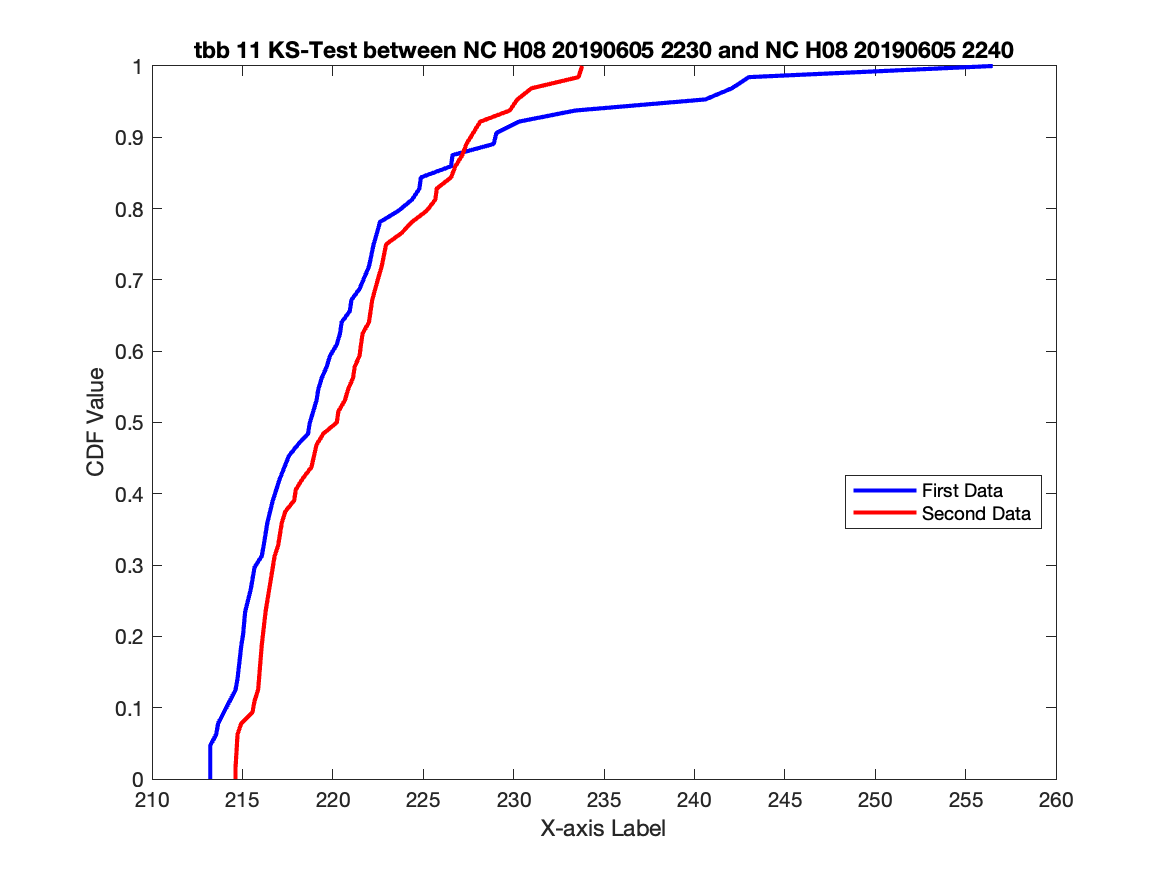 tbb 11 KS-Test between NC H08 20190605 2230 and NC H08 20190605 2240
1
0.9
0.8
0.7
0.6
0.5
0.4
0.3
0.2
0.1
0
CDF Value
First Data
Second Data
210 215 220 225 230 235 240 245 250 255 260
X-axis Label